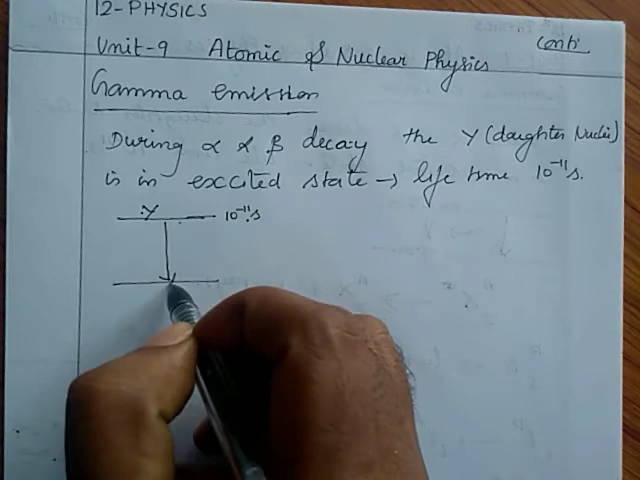 12-PHYSICS
Unit-9 Atomic & Nuclear Physics Conti
Gamma emission
During α & β decay the Y (daughter Nuclei)
is in excited state → life time 10⁻¹¹s.
Y 10⁻¹¹s